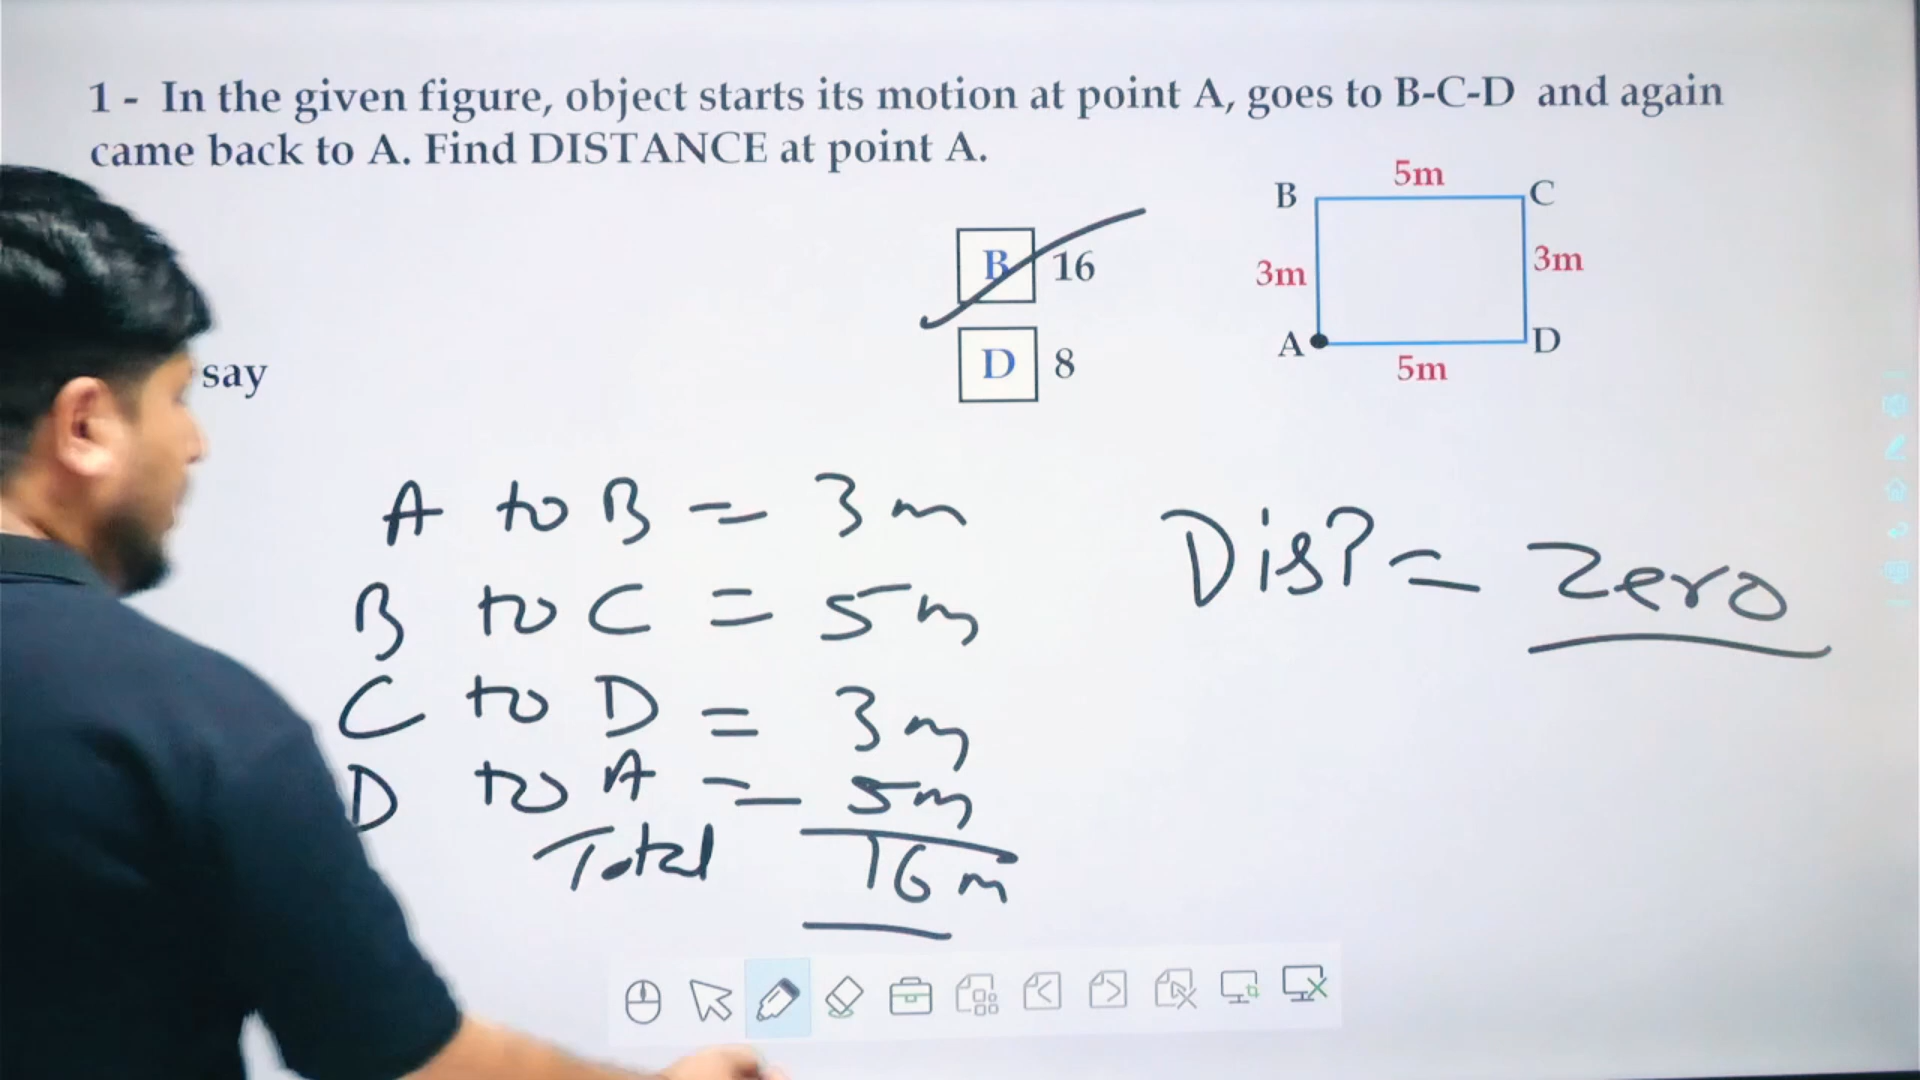 1 - In the given figure, object starts its motion at point A, goes to B-C-D and again
came back to A. Find DISTANCE at point A.
5m
B
C
B 16
3m
3m
A
D
D 8
5m
say
A to B = 3m
B to C = 5m
C to D = 3m
D to A = 5m
Total 16m
Dis? = zero